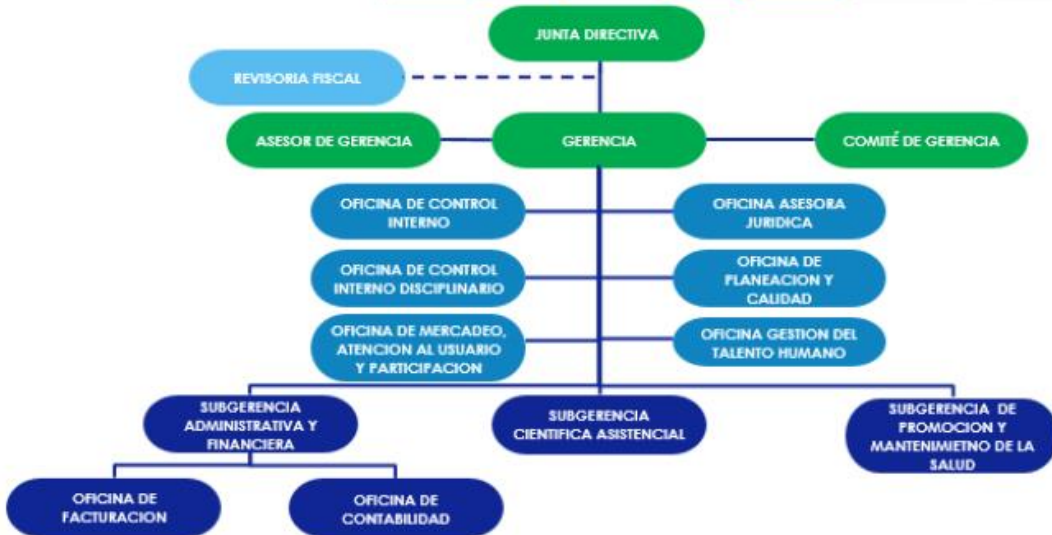 JUNTA DIRECTIVA
REVISORIA FISCAL
ASESOR DE GERENCIA
GERENCIA
COMITÉ DE GERENCIA
OFICINA DE CONTROL
INTERNO
OFICINA ASESORA
JURIDICA
OFICINA DE CONTROL
INTERNO DISCIPLINARIO
OFICINA DE
PLANEACION Y
CALIDAD
OFICINA DE MERCADEO,
ATENCION AL USUARIO
Y PARTICIPACION
OFICINA GESTION DEL
TALENTO HUMANO
SUBGERENCIA
ADMINISTRATIVA Y
FINANCIERA
SUBGERENCIA
CIENTIFICA ASISTENCIAL
SUBGERENCIA DE
PROMOCION Y
MANTENIMIETNO DE LA
SALUD
OFICINA DE
FACTURACION
OFICINA DE
CONTABILIDAD